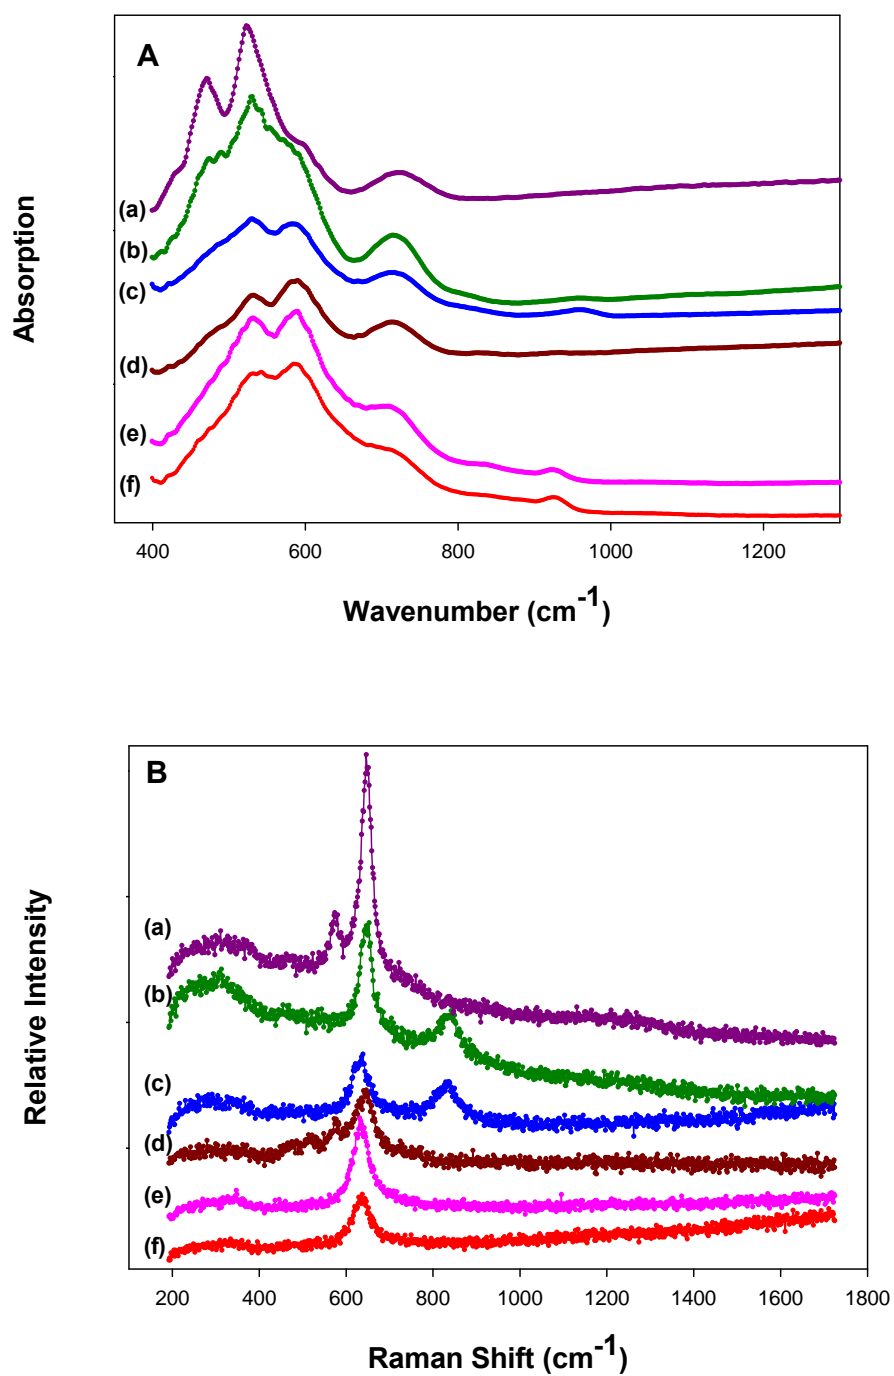 A
(a)
(b)
(c)
(d)
(e)
(f)
Absorption
400 600 800 1000 1200
Wavenumber (cm-1)
B
(a)
(b)
(c)
(d)
(e)
(f)
Relative Intensity
200 400 600 800 1000 1200 1400 1600 1800
Raman Shift (cm-1)